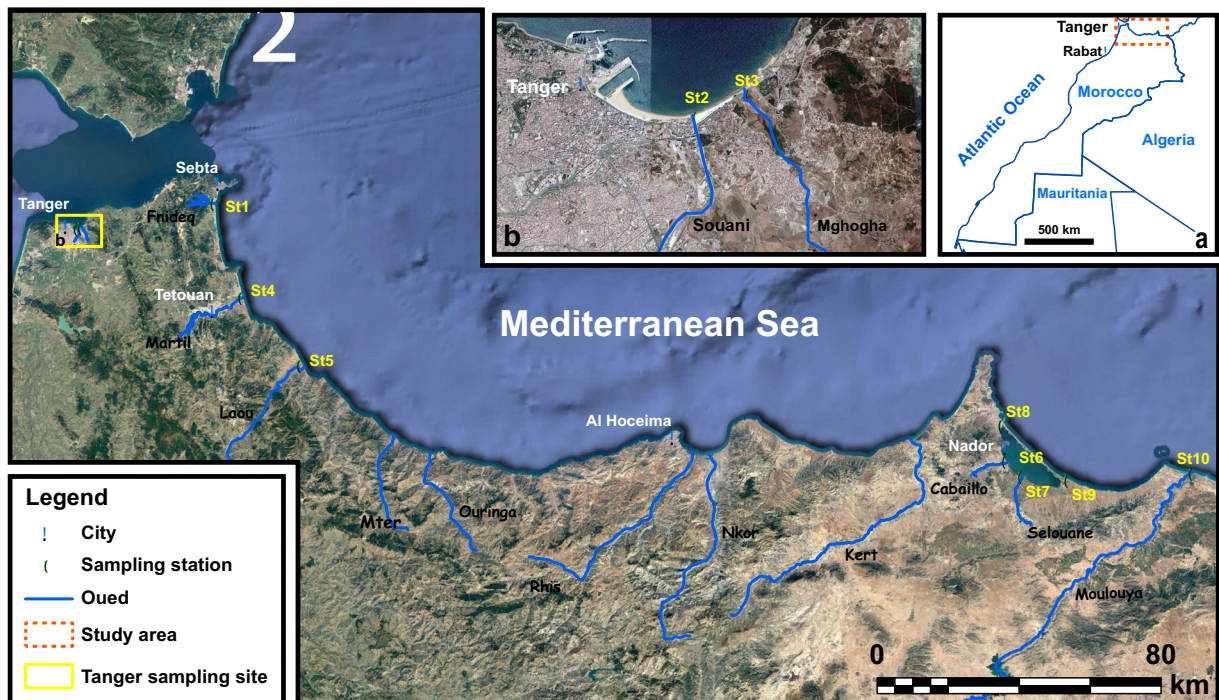 2
Sebta
Tanger
Fnideq
St1
b
Tetouan
St4
Martil
St5
Laou
Mediterranean Sea
Al Hoceima
Mter
Ouringa
Rhis
Nkor
Kert
St8
Nador
St6
Cabaillo
St7
St9
St10
Selouane
Moulouya
0 80
km
Tanger
St2
St3
Souani
Mghogha
b
Tanger
Rabat
Atlantic Ocean
Morocco
Algeria
Mauritania
500 km
a
Legend
City
Sampling station
Oued
Study area
Tanger sampling site